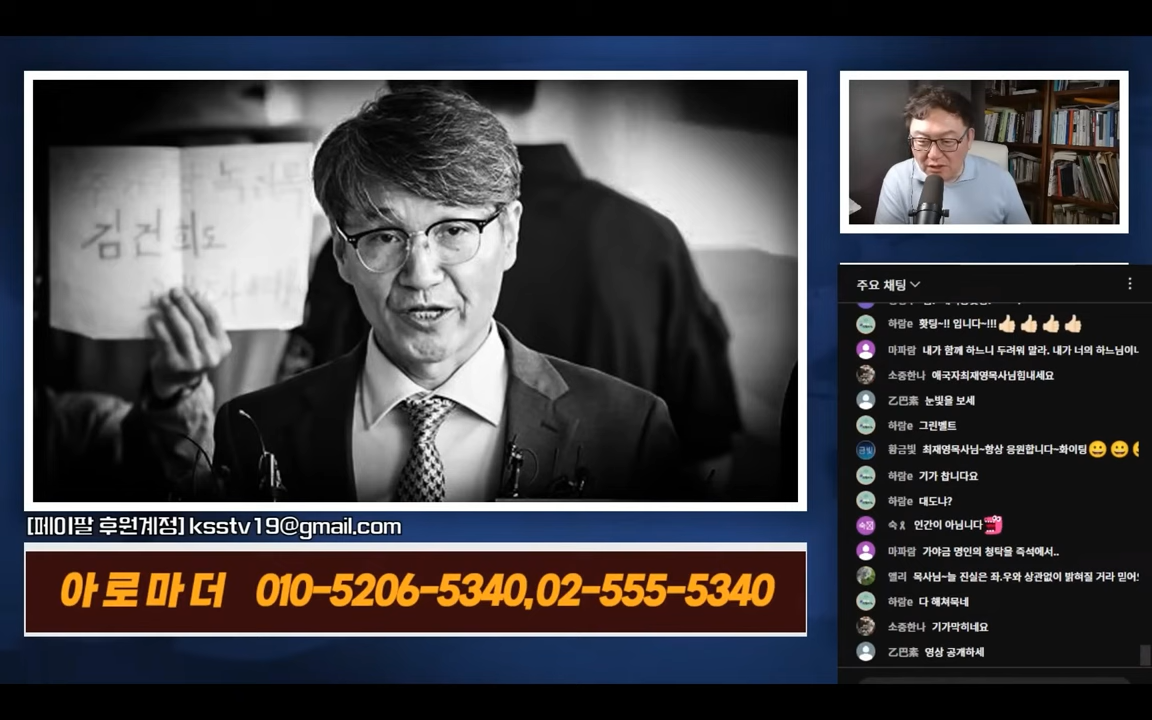 김건희도
[페이팔 후원계정] ksstv19@gmail.com
아로마더 010-5206-5340,02-555-5340
주요 채팅
하람e 홧팅~!! 입니다~!!!👍🏻👍🏻👍🏻👍🏻
마파람 내가 함께 하느니 두려워 말라. 내가 너의 하느님이니
소중한나 애국자최재영목사님힘내세요
乙巴素 눈빛을 보세
하람e 그린벨트
금빛 황금빛 최재영목사님~항상 응원합니다~화이팅😀😀
하람e 기가 찹니다요
하람e 대도냐?
인간이 아닙니다
마파람 가야금 명인의 청탁을 즉석에서..
앨리 목사님~늘 진실은 좌.우와 상관없이 밝혀질 거라 믿어
하람e 다 해쳐묵네
소중한나 기가막히네요
乙巴素 영상 공개하세